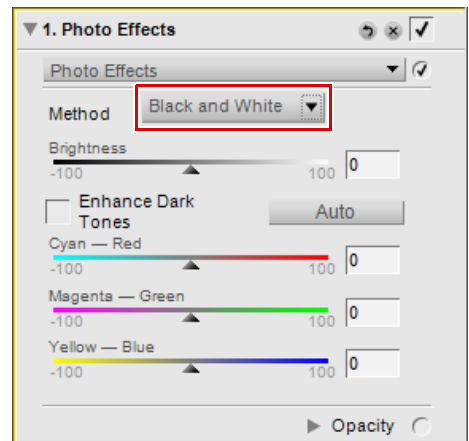 1. Photo Effects
Photo Effects
Method Black and White
Brightness
-100 100 0
Enhance Dark
Tones Auto
Cyan — Red
-100 100 0
Magenta — Green
-100 100 0
Yellow — Blue
-100 100 0
Opacity